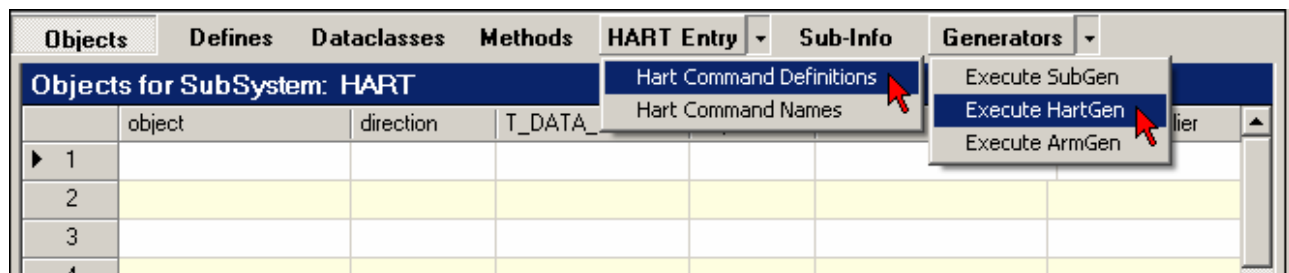 Objects Defines Dataclasses Methods HART Entry Sub-Info Generators
Objects for SubSystem: HART
Hart Command Definitions
Hart Command Names
Execute SubGen
Execute HartGen
Execute ArmGen
object direction T_DATA_ lier
1
2
3